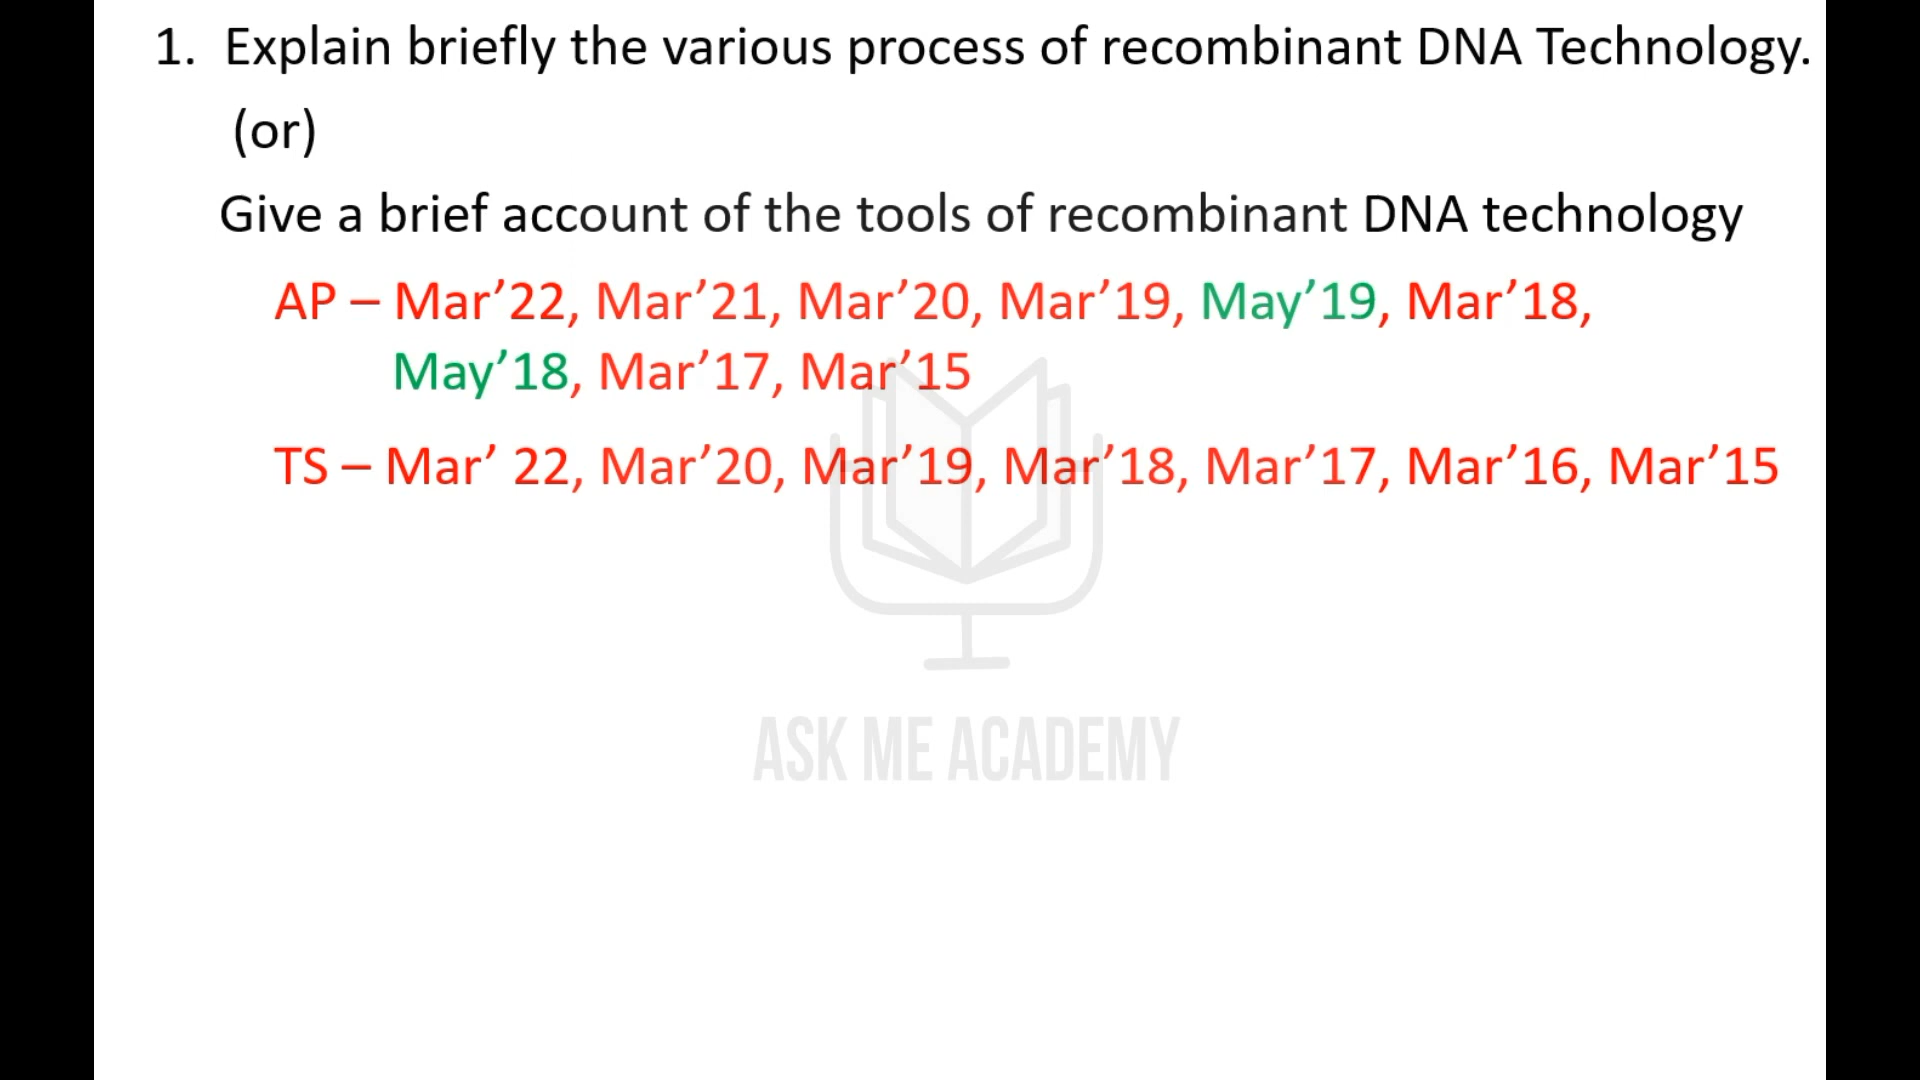 1. Explain briefly the various process of recombinant DNA Technology.
(or)
Give a brief account of the tools of recombinant DNA technology
AP – Mar’22, Mar’21, Mar’20, Mar’19, May’19, Mar’18,
May’18, Mar’17, Mar’15
TS – Mar’ 22, Mar’20, Mar’19, Mar’18, Mar’17, Mar’16, Mar’15
ASK ME ACADEMY